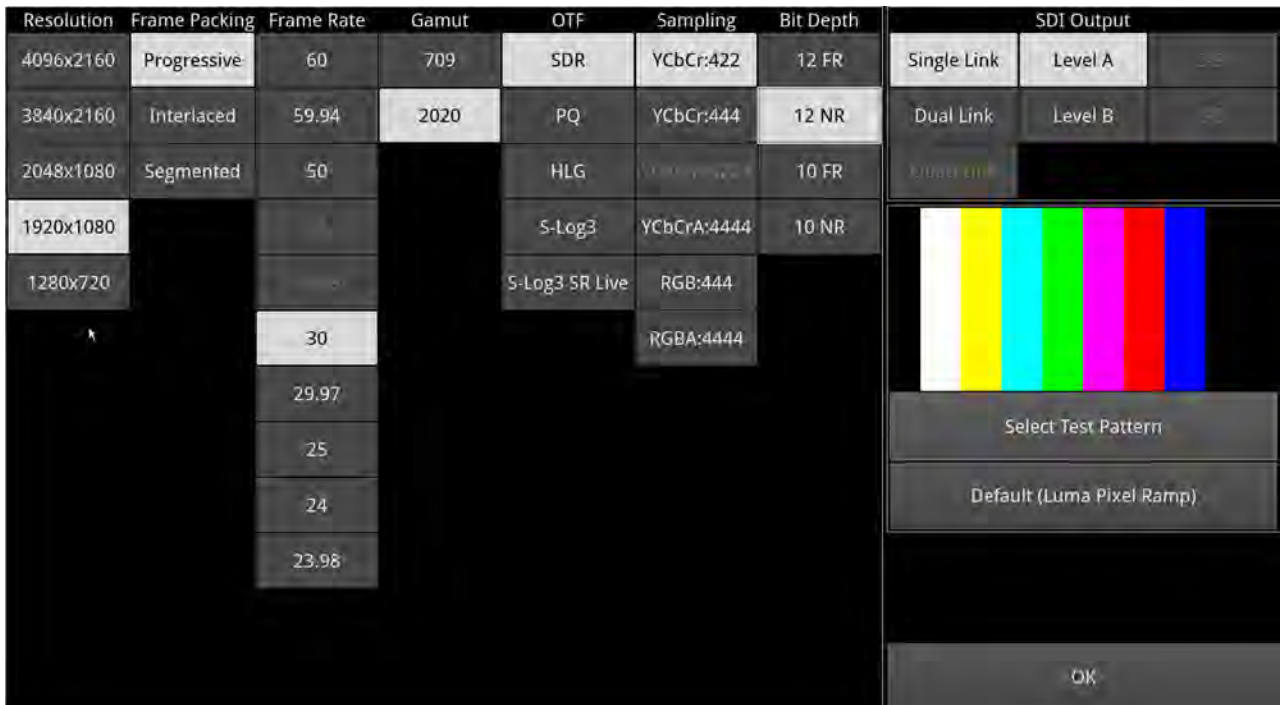 Resolution Frame Packing Frame Rate Gamut OTF Sampling Bit Depth SDI Output
4096x2160 Progressive 60 709 SDR YCbCr:422 12 FR Single Link Level A
3840x2160 Interlaced 59.94 2020 PQ YCbCr:444 12 NR Dual Link Level B
2048x1080 Segmented 50 HLG 10 FR
1920x1080 S-Log3 YCbCrA:4444 10 NR
1280x720 S-Log3 SR Live RGB:444
30 RGBA:4444
29.97
Select Test Pattern
25
Default (Luma Pixel Ramp)
24
23.98
OK